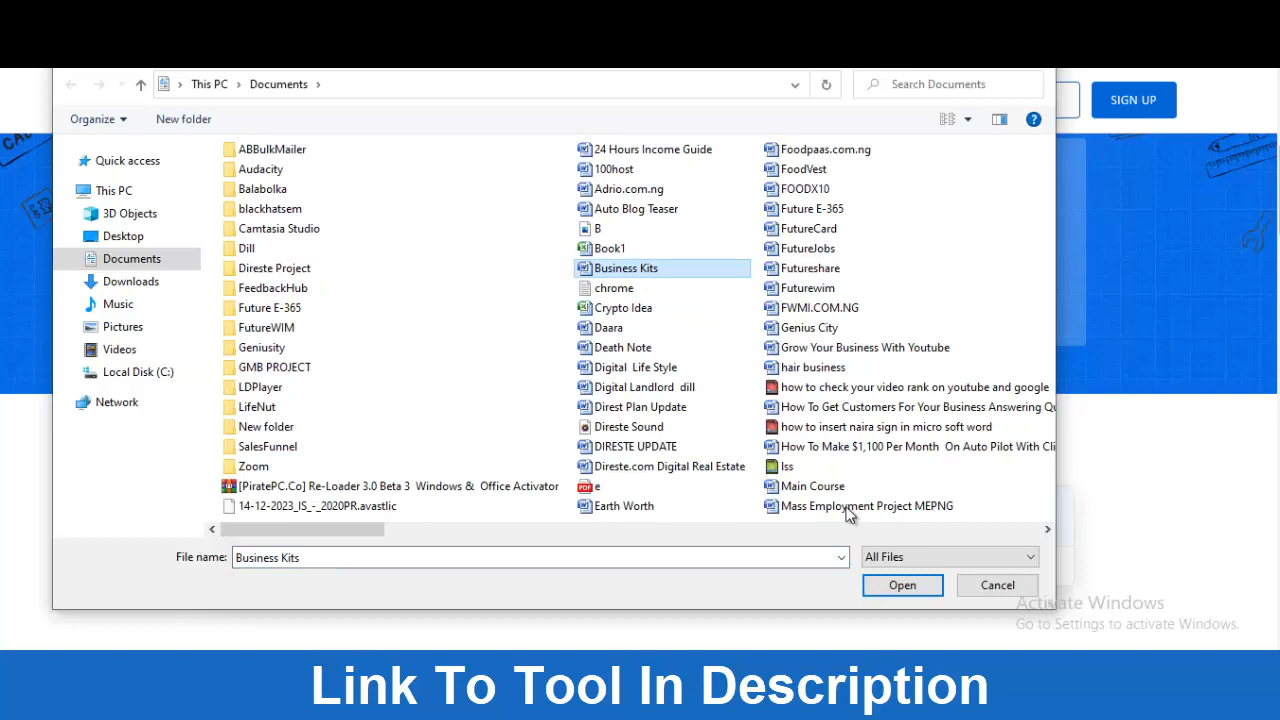 This PC > Documents >
Search Documents
SIGN UP
Organize
New folder
Quick access
This PC
3D Objects
Desktop
Documents
Downloads
Music
Pictures
Videos
Local Disk (C:)
Network
ABBulkMailer
Audacity
Balabolka
blackhatsem
Camtasia Studio
Dill
Direste Project
FeedbackHub
Future E-365
FutureWIM
Geniusity
GMB PROJECT
LDPlayer
LifeNut
New folder
SalesFunnel
Zoom
[PiratePC.Co] Re-Loader 3.0 Beta 3 Windows & Office Activator
14-12-2023_IS_-_2020PR.avastlic
24 Hours Income Guide
100host
Adrio.com.ng
Auto Blog Teaser
B
Book1
Business Kits
chrome
Crypto Idea
Daara
Death Note
Digital Life Style
Digital Landlord dill
Direst Plan Update
Direste Sound
DIRESTE UPDATE
Direste.com Digital Real Estate
e
Earth Worth
Foodpaas.com.ng
FoodVest
FOODX10
Future E-365
FutureCard
FutureJobs
Futureshare
Futurewim
FWMI.COM.NG
Genius City
Grow Your Business With Youtube
hair business
how to check your video rank on youtube and google
How To Get Customers For Your Business Answering Qu
how to insert naira sign in micro soft word
How To Make $1,100 Per Month On Auto Pilot With Cli
lss
Main Course
Mass Employment Project MEPNG
File name: Business Kits
All Files
Open
Cancel
Activate Windows
Go to Settings to activate Windows.
Link To Tool In Description